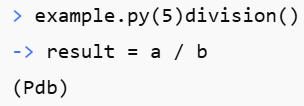 > example.py(5)division()
-> result = a / b
(Pdb)